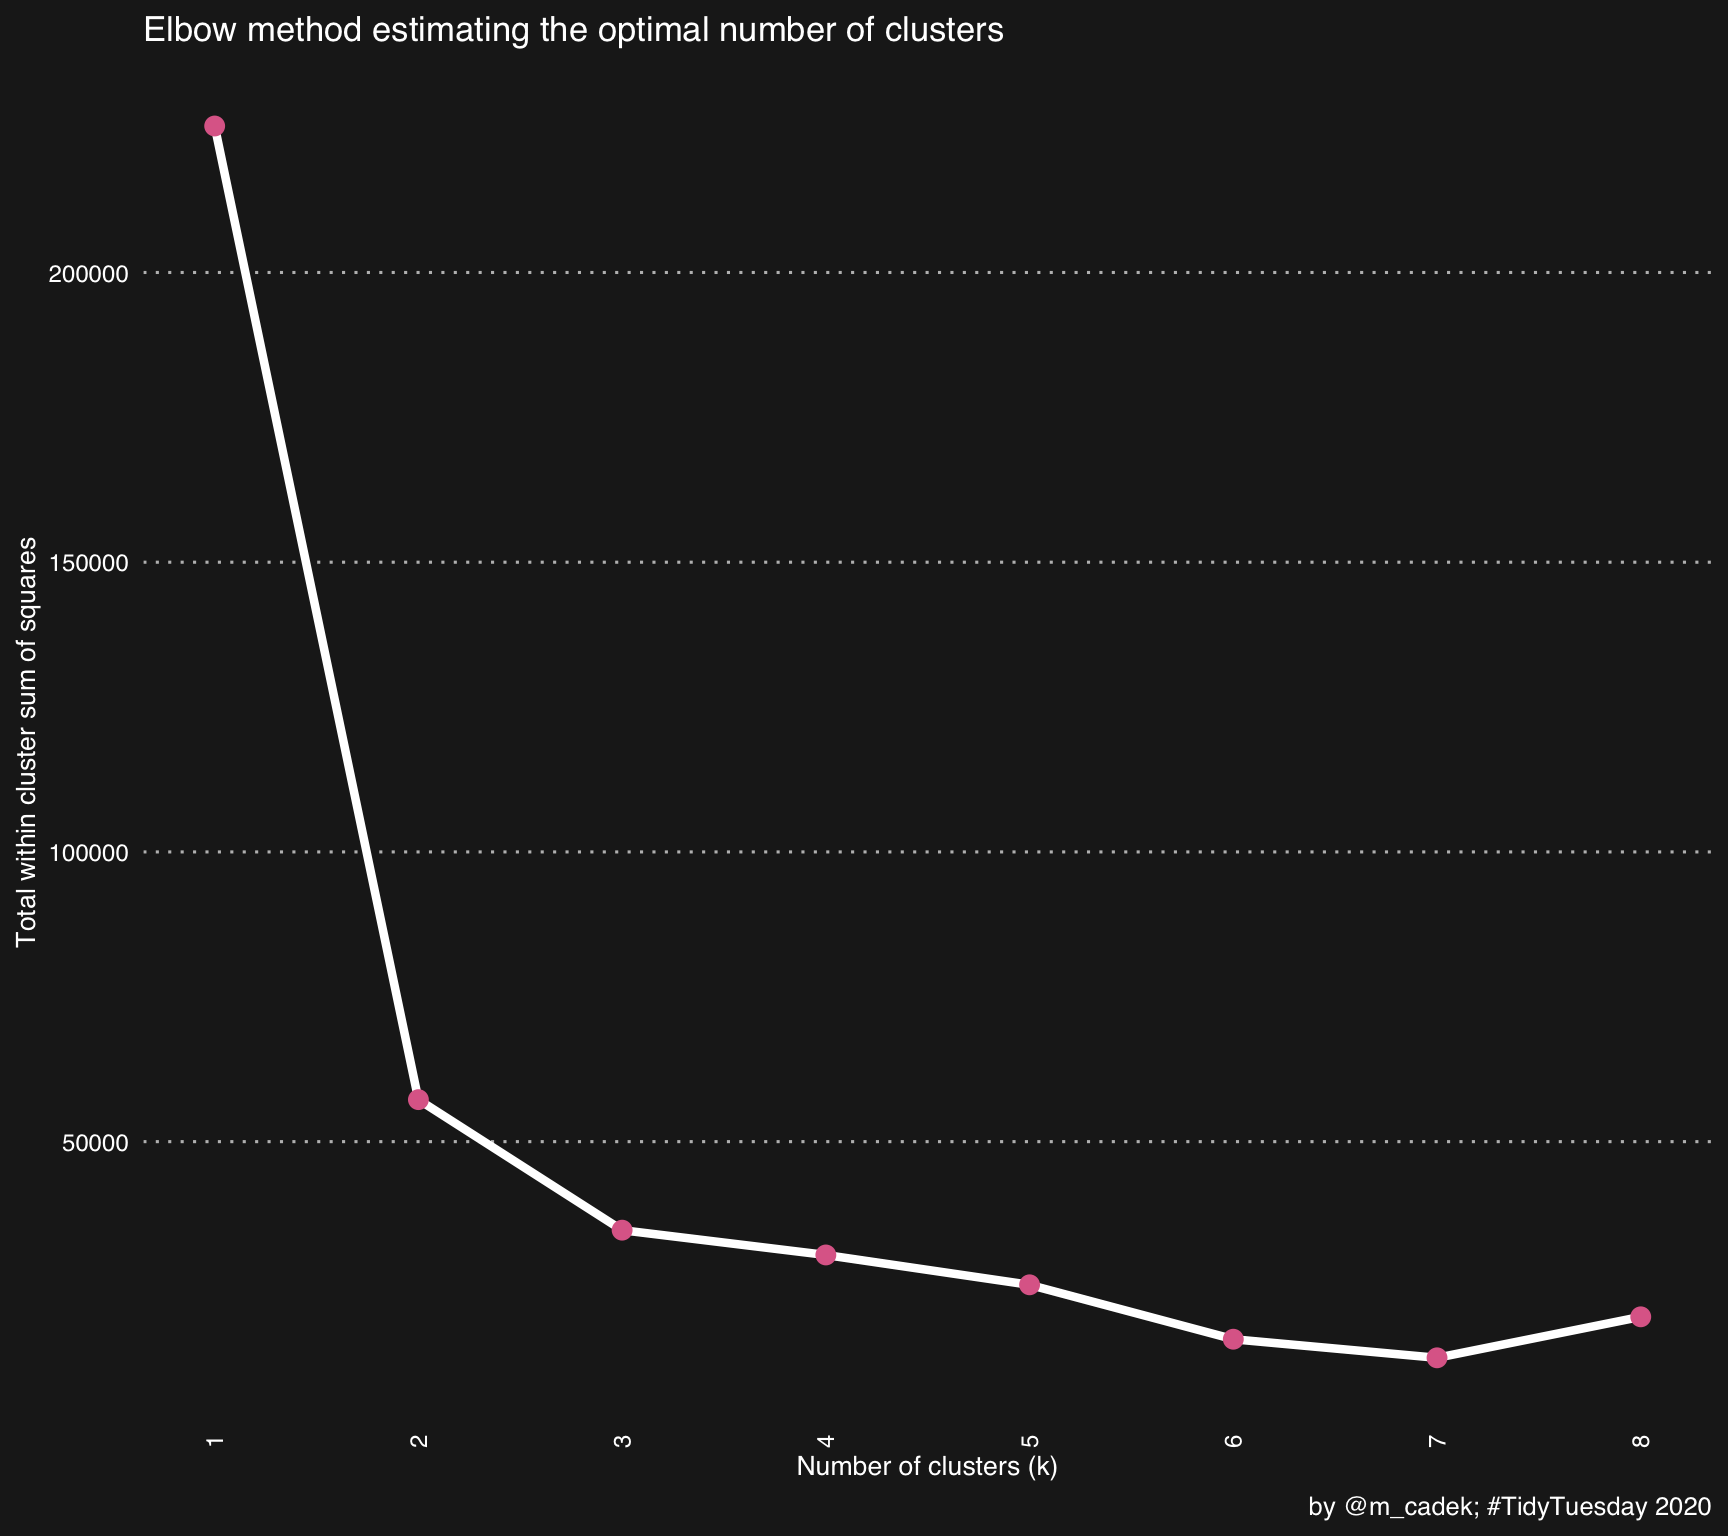 Elbow method estimating the optimal number of clusters
200000
150000
100000
50000
Total within cluster sum of squares
1 2 3 4 5 6 7 8
Number of clusters (k)
by @m_cadek; #TidyTuesday 2020